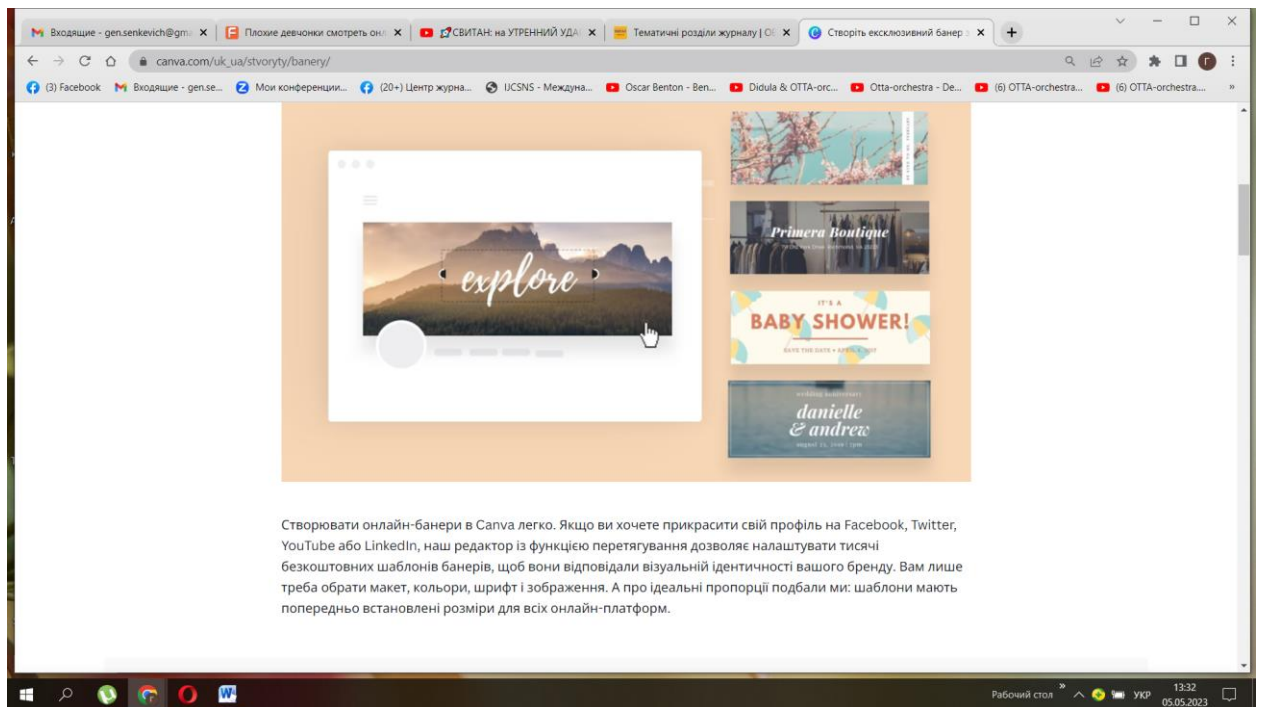 Входящие - gen.senkevich@gm
Плохие девчонки смотреть онл
СВИТАН: на УТРЕННИЙ УДА
Тематичні розділи журналу | О
Створіть ексклюзивний банер з
canva.com/uk_ua/stvoryty/banery/
(3) Facebook
Входящие - gen.se...
Мои конференции...
(20+) Центр журна...
IJCSNS - Междуна...
Oscar Benton - Ben...
Didula & OTTA-orc...
Otta-orchestra - De...
(6) OTTA-orchestra...
(6) OTTA-orchestra....
explore
Primera Boutique
IT'S A
BABY SHOWER!
wedding anniversary
danielle
& andrew
Створювати онлайн-банери в Canva легко. Якщо ви хочете прикрасити свій профіль на Facebook, Twitter,
YouTube або LinkedIn, наш редактор із функцією перетягування дозволяє налаштувати тисячі
безкоштовних шаблонів банерів, щоб вони відповідали візуальній ідентичності вашого бренду. Вам лише
треба обрати макет, кольори, шрифт і зображення. А про ідеальні пропорції подбали ми: шаблони мають
попередньо встановлені розміри для всіх онлайн-платформ.
Рабочий стол
УКР
13:32
05.05.2023